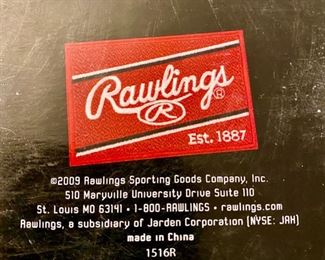 Rawlings®
R
Est. 1887
©2009 Rawlings Sporting Goods Company, Inc.
510 Maryville University Drive Suite 110
St. Louis MO 63141 • 1-800-RAWLINGS • rawlings.com
Rawlings, a subsidiary of Jarden Corporation (NYSE: JAH)
made in China
1516R